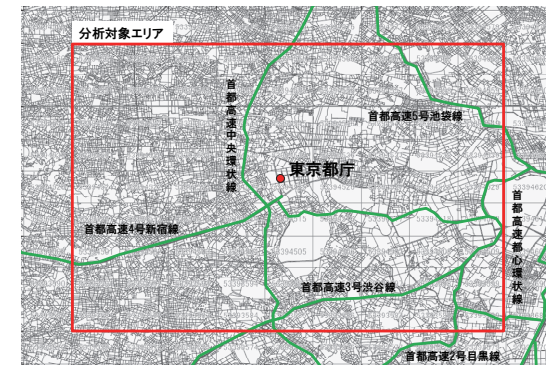 分析対象エリア
首都高速中央環状線
首都高速5号池袋線
東京都庁
53394620
首都高速都心環状線
首都高速4号新宿線
53394505
首都高速3号渋谷線
首都高速2号目黒線